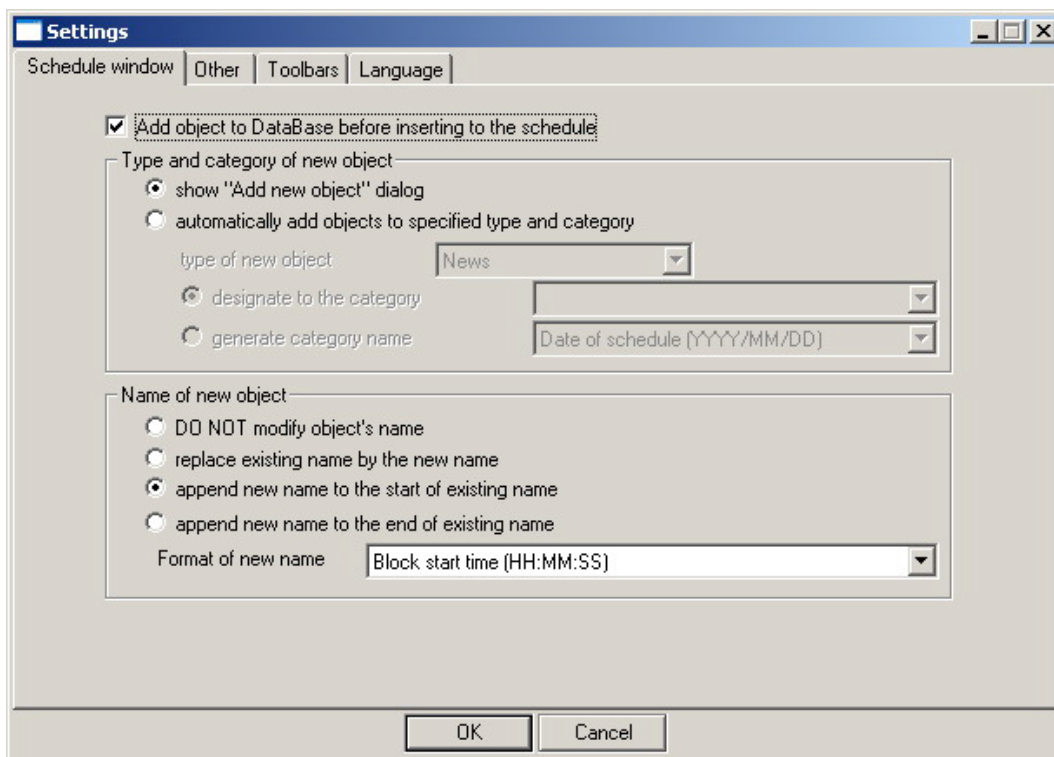 Settings
Schedule window Other Toolbars Language
Add object to DataBase before inserting to the schedule
Type and category of new object
show "Add new object" dialog
automatically add objects to specified type and category
type of new object News
designate to the category
generate category name Date of schedule (YYYY/MM/DD)
Name of new object
DO NOT modify object's name
replace existing name by the new name
append new name to the start of existing name
append new name to the end of existing name
Format of new name Block start time (HH:MM:SS)
OK Cancel